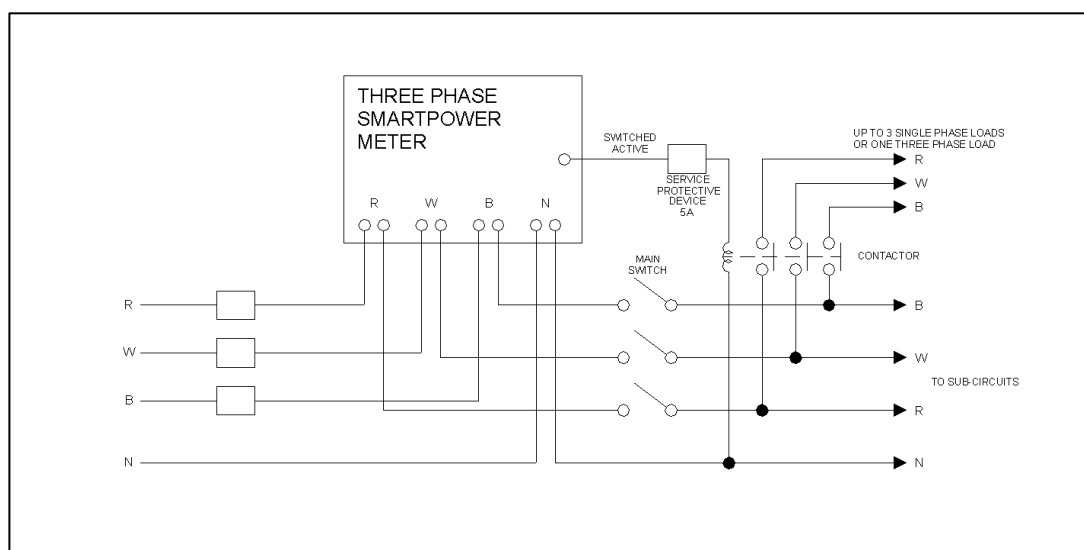 THREE PHASE
SMARTPOWER
METER
SWITCHED
ACTIVE
UP TO 3 SINGLE PHASE LOADS
OR ONE THREE PHASE LOAD
R
SERVICE
PROTECTIVE
DEVICE
5A
W
R W B N
B
MAIN
SWITCH
CONTACTOR
R
B
W
W
TO SUB-CIRCUITS
B
R
N
N